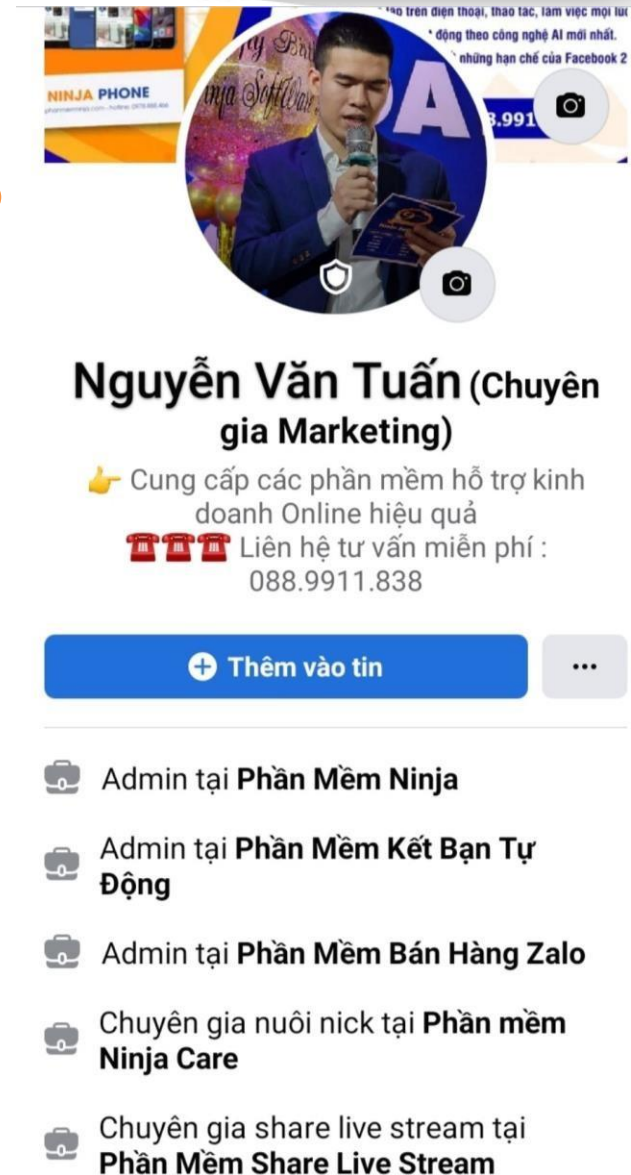 trên điện thoại, thao tác, làm việc mọi
động theo công nghệ AI mới nhất.
những hạn chế của Facebook 2
NINJA PHONE
Ninja Software
A
8.991
Nguyễn Văn Tuấn (Chuyên
gia Marketing)
👉 Cung cấp các phần mềm hỗ trợ kinh
doanh Online hiệu quả
☎️☎️☎️ Liên hệ tư vấn miễn phí :
088.9911.838
Thêm vào tin
Admin tại Phần Mềm Ninja
Admin tại Phần Mềm Kết Bạn Tự
Động
Admin tại Phần Mềm Bán Hàng Zalo
Chuyên gia nuôi nick tại Phần mềm
Ninja Care
Chuyên gia share live stream tại
Phần Mềm Share Live Stream